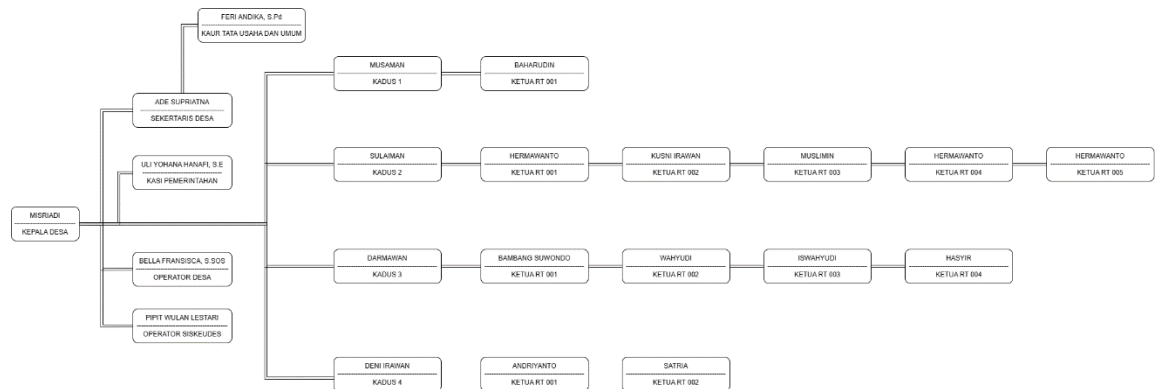 FERI ANDIKA, S.Pd
KAUR TATA USAHA DAN UMUM
MUSAMAN
KADUS 1
BAHARUDIN
KETUA RT 001
ADE SUPRIATNA
SEKERTARIS DESA
SULAIMAN
KADUS 2
HERMAWANTO
KETUA RT 001
KUSNI IRAWAN
KETUA RT 002
MUSLIMIN
KETUA RT 003
HERMAWANTO
KETUA RT 004
HERMAWANTO
KETUA RT 005
ULI YOHANA HANAFI, S.E
KASI PEMERINTAHAN
MISRIADI
KEPALA DESA
BELLA FRANSISCA, S.SOS
OPERATOR DESA
DARMAWAN
KADUS 3
BAMBANG SUWONDO
KETUA RT 001
WAHYUDI
KETUA RT 002
ISWAHYUDI
KETUA RT 003
HASYIR
KETUA RT 004
PIPIT WULAN LESTARI
OPERATOR SISKEUDES
DENI IRAWAN
KADUS 4
ANDRIYANTO
KETUA RT 001
SATRIA
KETUA RT 002